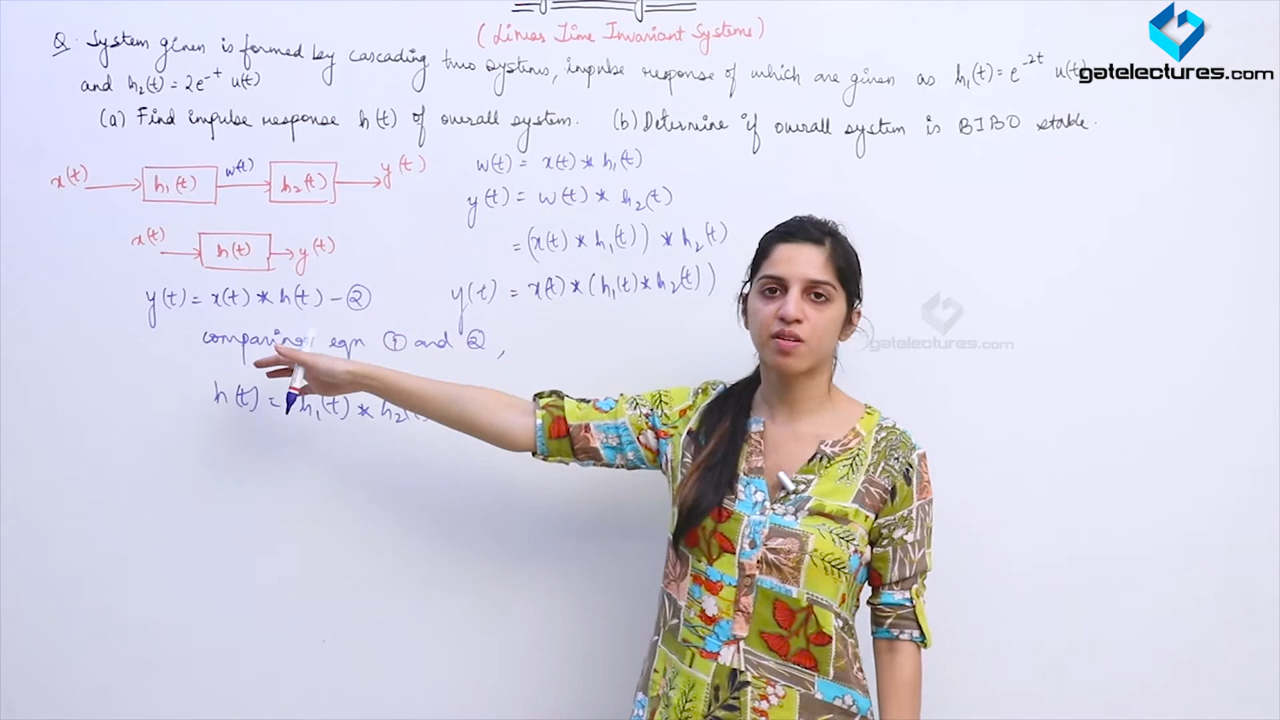 (Linear Time Invariant Systems)
gatelectures.com
Q. System given is formed by cascading two systems, impulse response of which are given as h₁(t) = e⁻²ᵗ u(t)
and h₂(t) = 2e⁻ᵗ u(t)
(a) Find impulse response h(t) of overall system. (b) Determine if overall system is BIBO stable.
x(t) h₁(t) w(t) h₂(t) y(t)
w(t) = x(t) * h₁(t)
y(t) = w(t) * h₂(t)
= (x(t) * h₁(t)) * h₂(t)
y(t) = x(t) * (h₁(t) * h₂(t))
x(t) h(t) y(t)
y(t) = x(t) * h(t) – ②
comparing eqn ① and ②,
h(t) = h₁(t) * h₂(
gatelectures.com